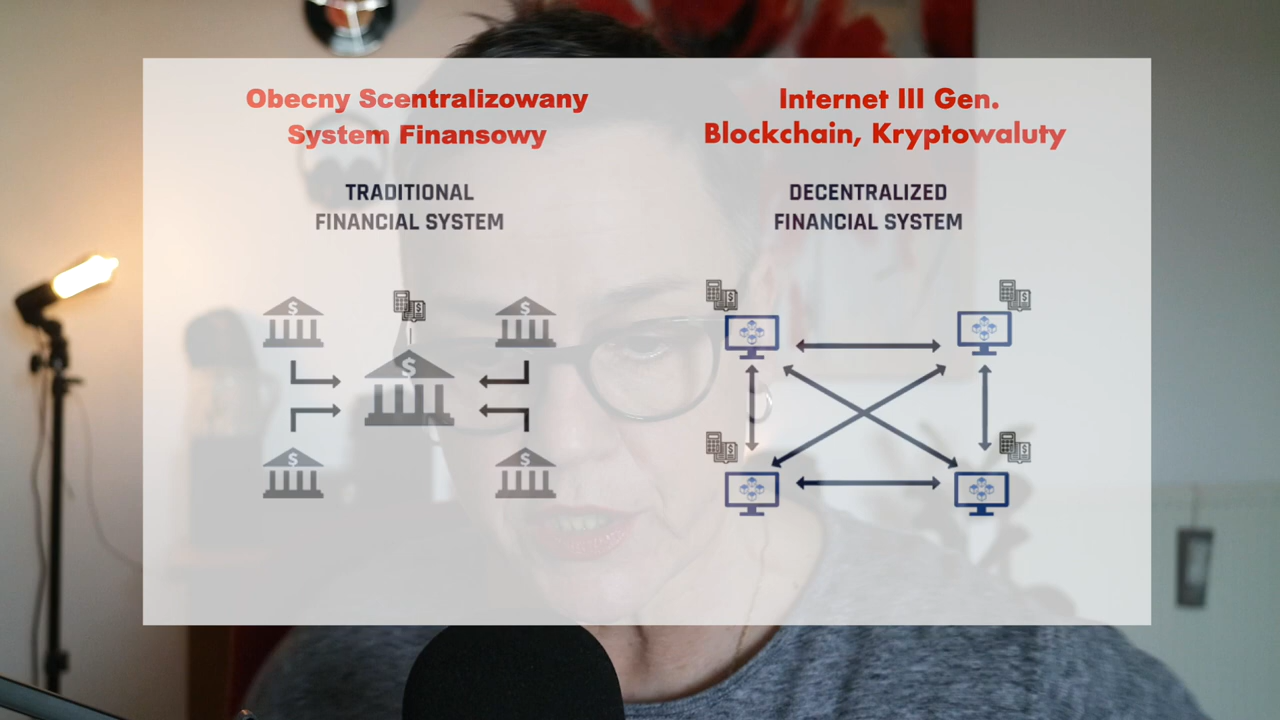 Obecny Scentralizowany
System Finansowy
TRADITIONAL
FINANCIAL SYSTEM
Internet III Gen.
Blockchain, Kryptowaluty
DECENTRALIZED
FINANCIAL SYSTEM